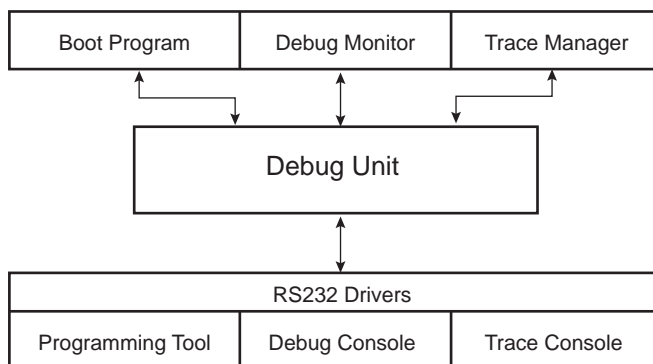 Boot Program
Debug Monitor
Trace Manager
Debug Unit
RS232 Drivers
Programming Tool
Debug Console
Trace Console